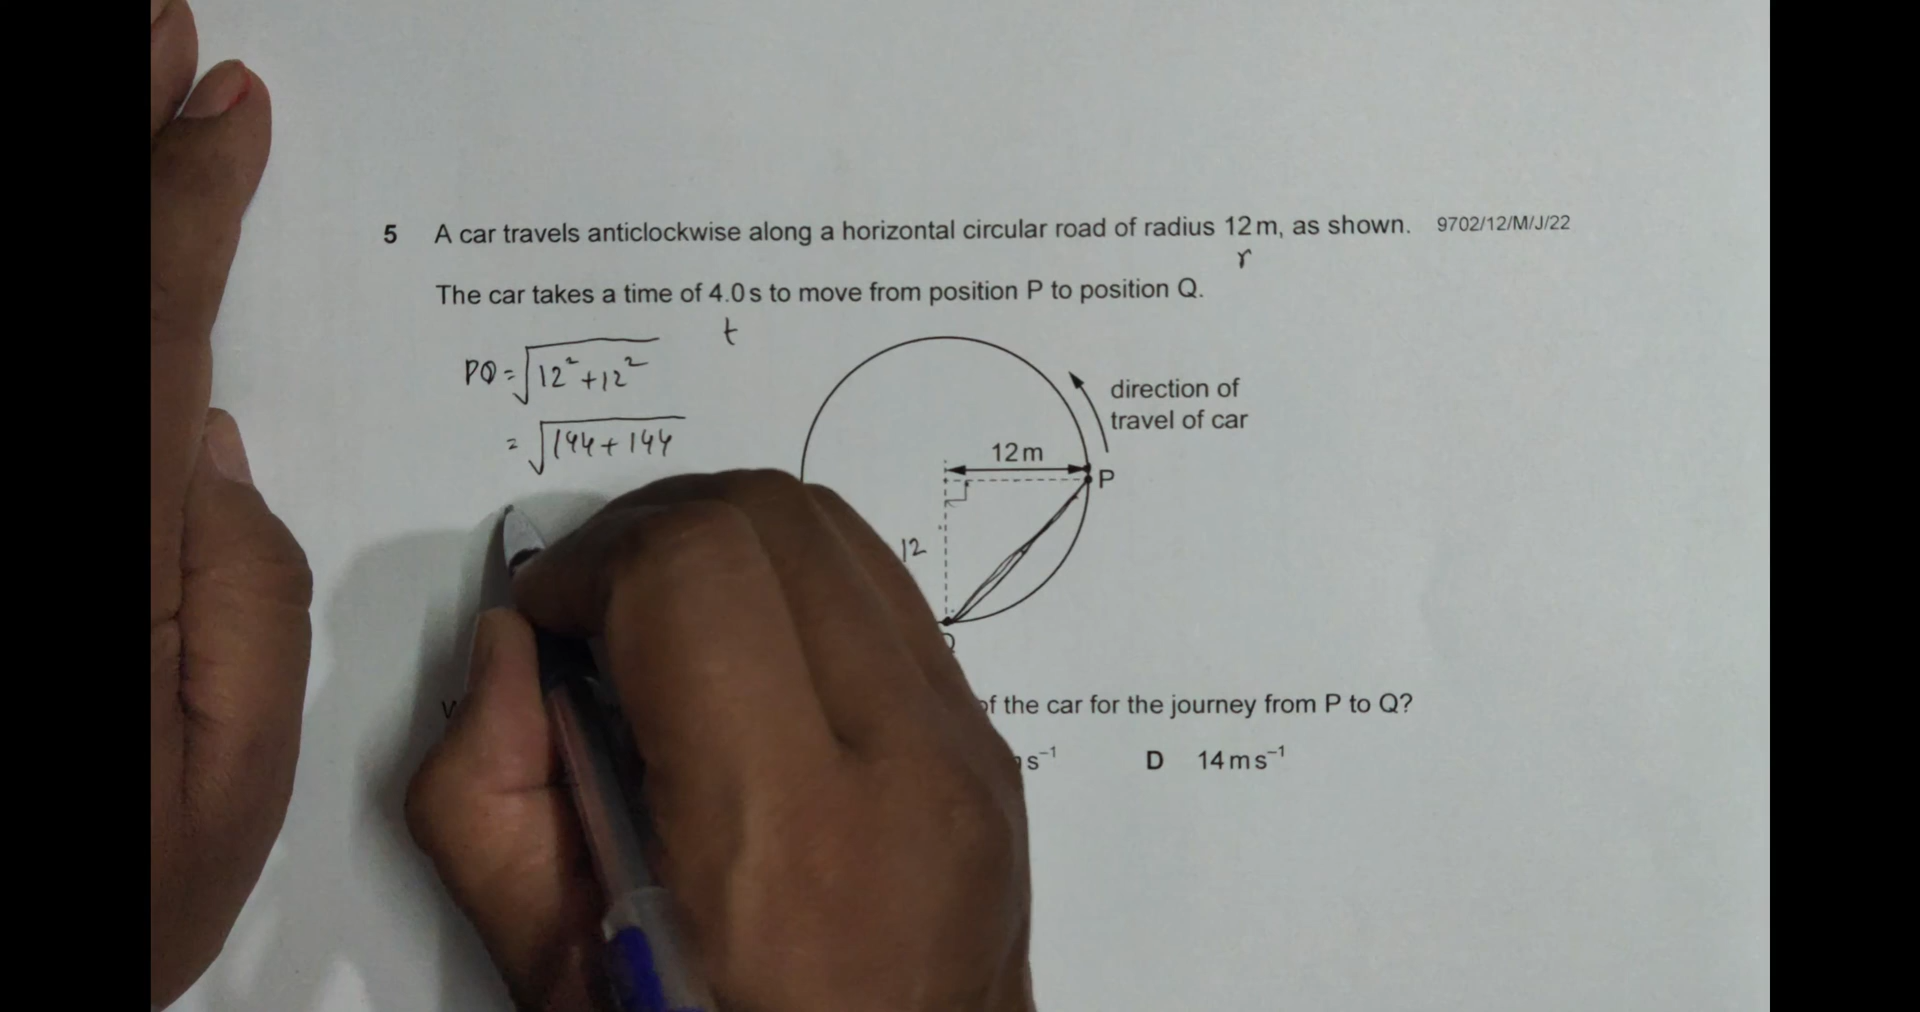 5 A car travels anticlockwise along a horizontal circular road of radius 12 m, as shown. 9702/12/M/J/22
r
The car takes a time of 4.0 s to move from position P to position Q.
t
PQ = √12² + 12²
= √144 + 144
direction of
travel of car
12 m
P
12
of the car for the journey from P to Q?
s⁻¹ D 14 m s⁻¹